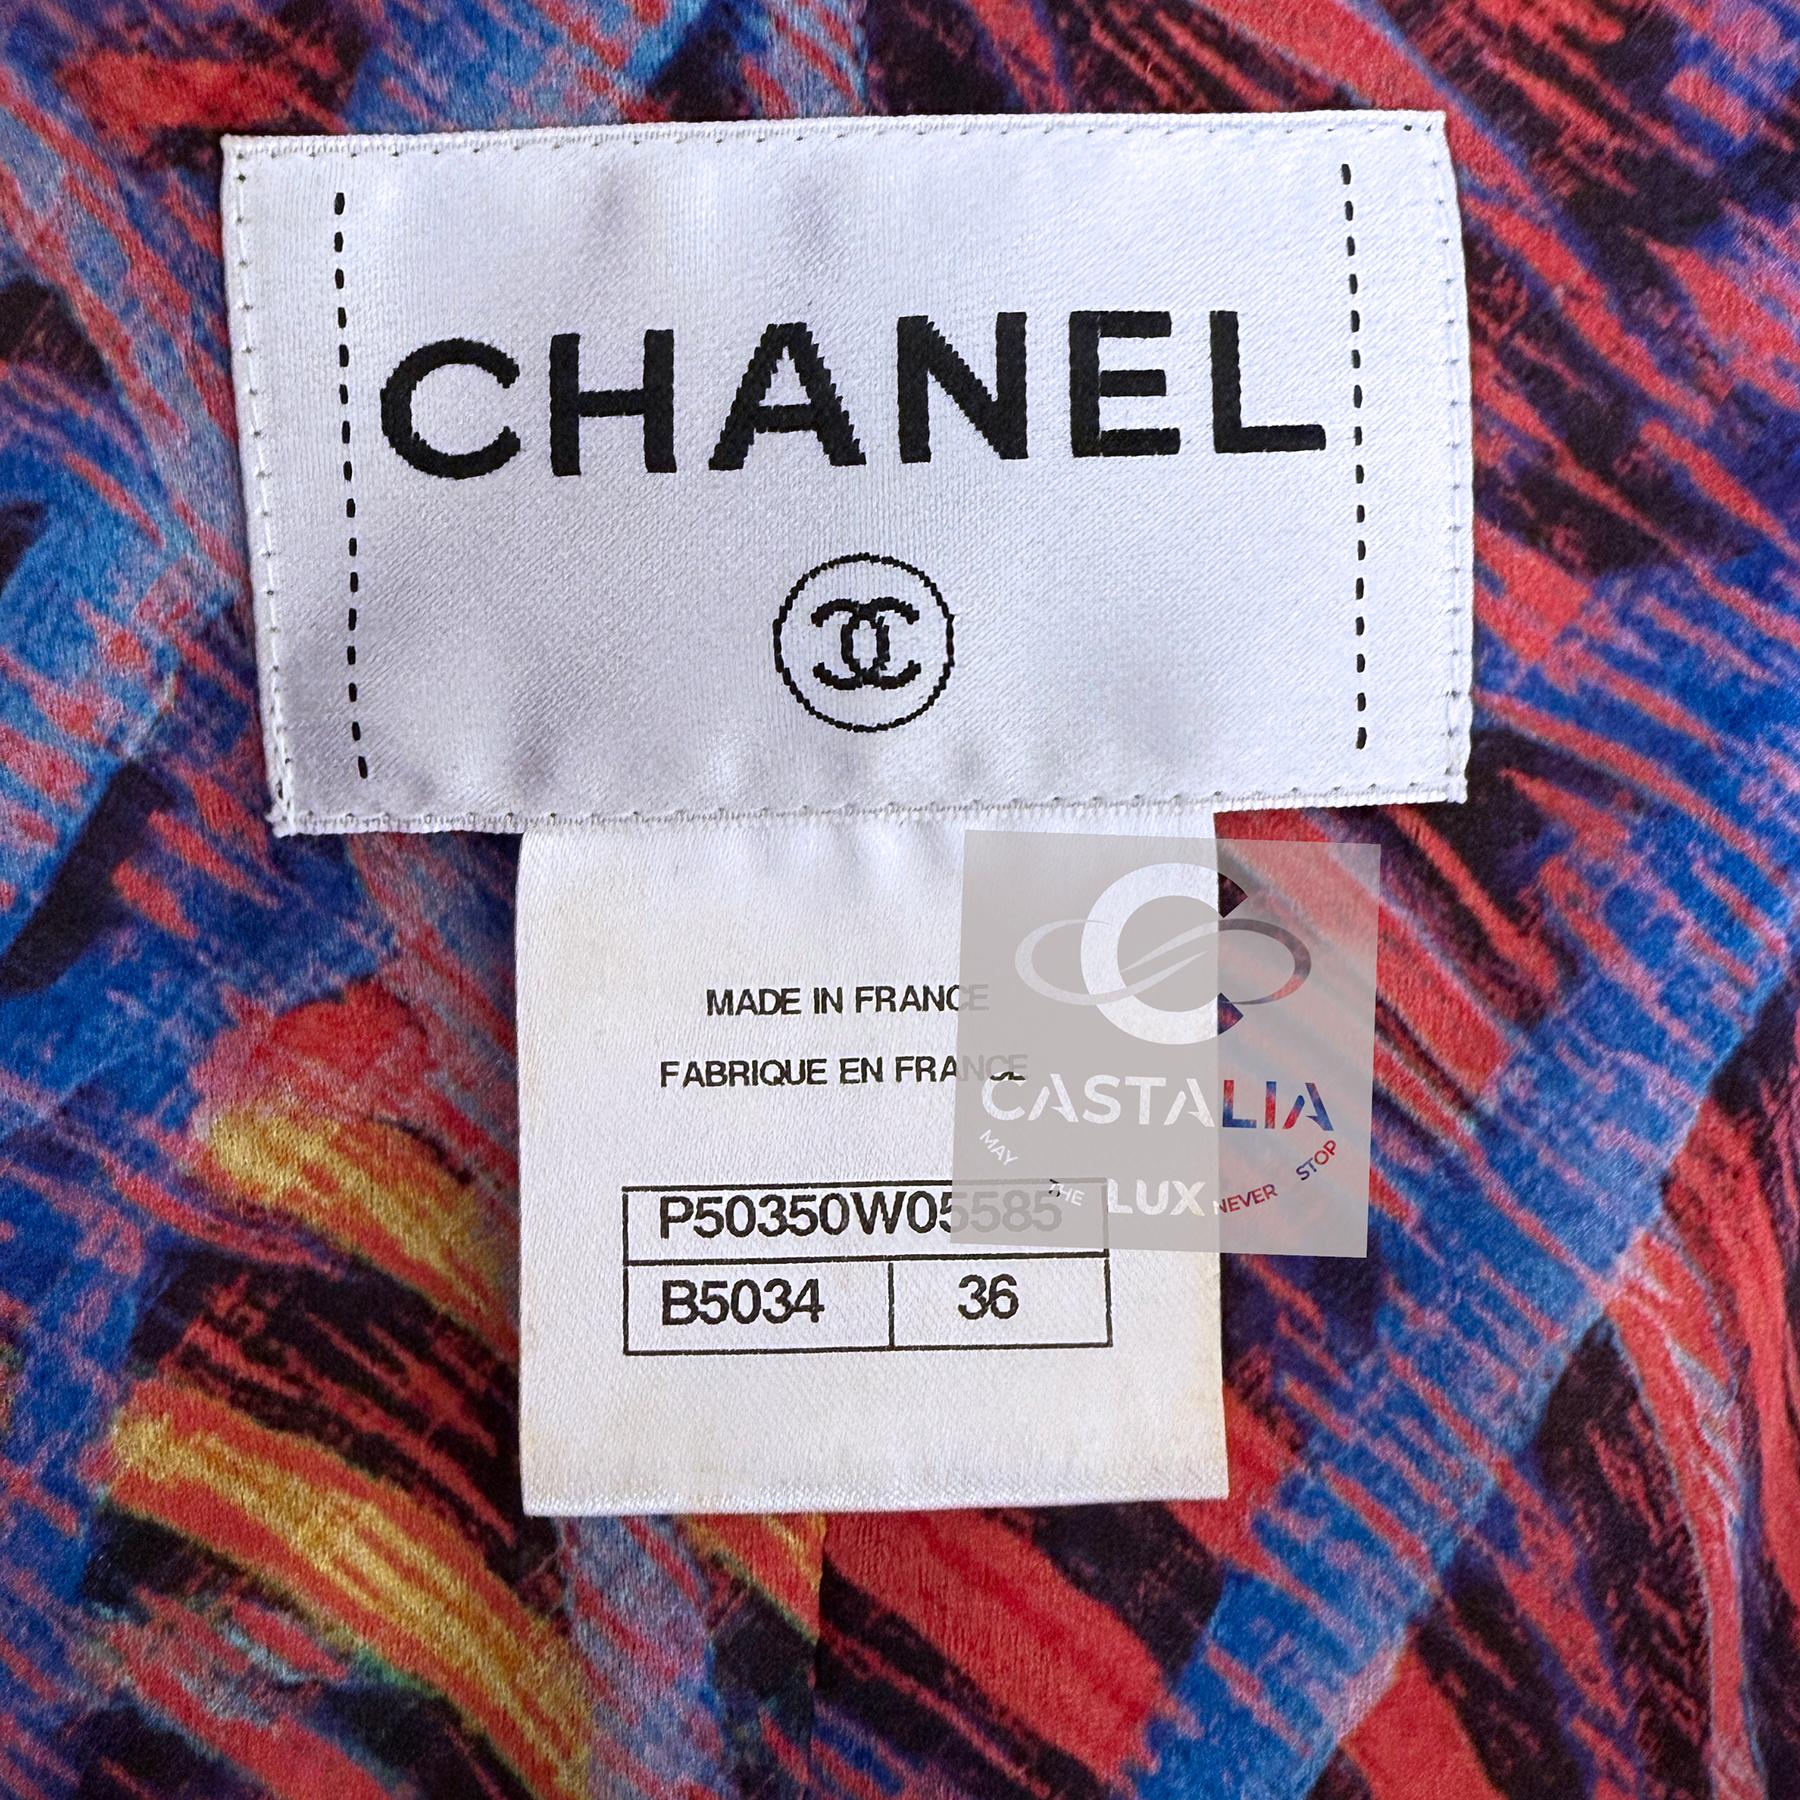 CHANEL
MADE IN FRANCE
FABRIQUE EN FRANCE
P50350W05585
B5034 36
C
CASTALIA
MAY THE LUX NEVER STOP